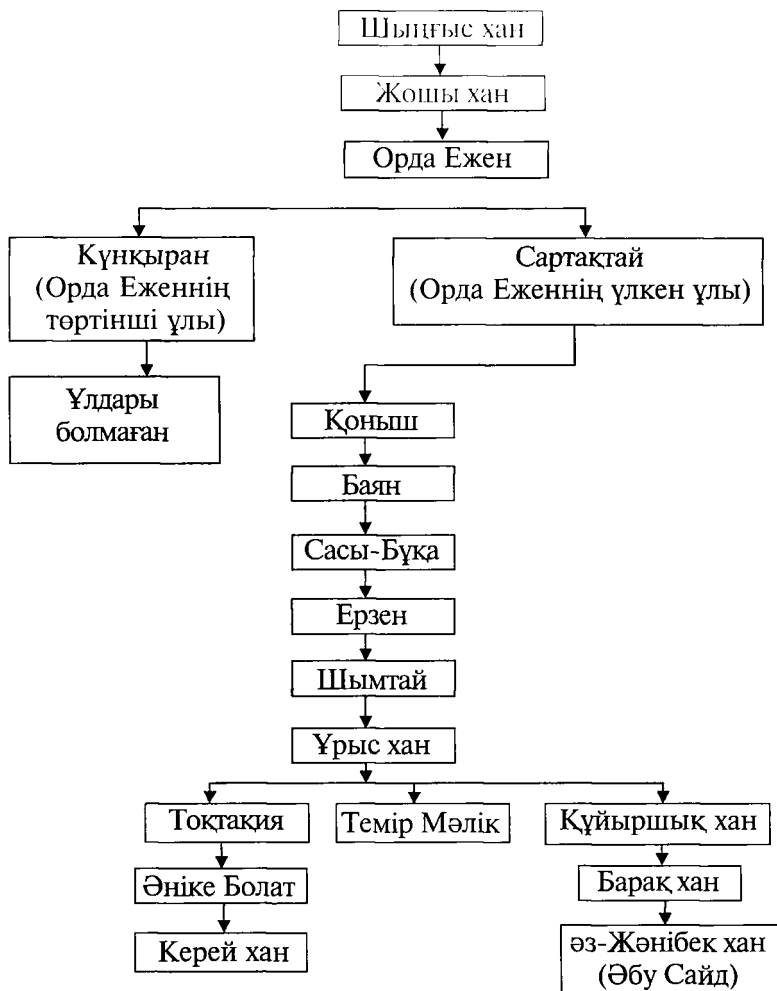 Шыңғыс хан
Жошы хан
Орда Ежен
Күнқыран
(Орда Еженнің
төртінші ұлы)
Сартақтай
(Орда Еженнің үлкен ұлы)
Ұлдары
болмаған
Қоныш
Баян
Сасы-Бұқа
Ерзен
Шымтай
Ұрыс хан
Тоқтақия
Темір Мәлік
Құйыршық хан
Әніке Болат
Барақ хан
Керей хан
әз-Жәнібек хан
(Әбу Сайд)